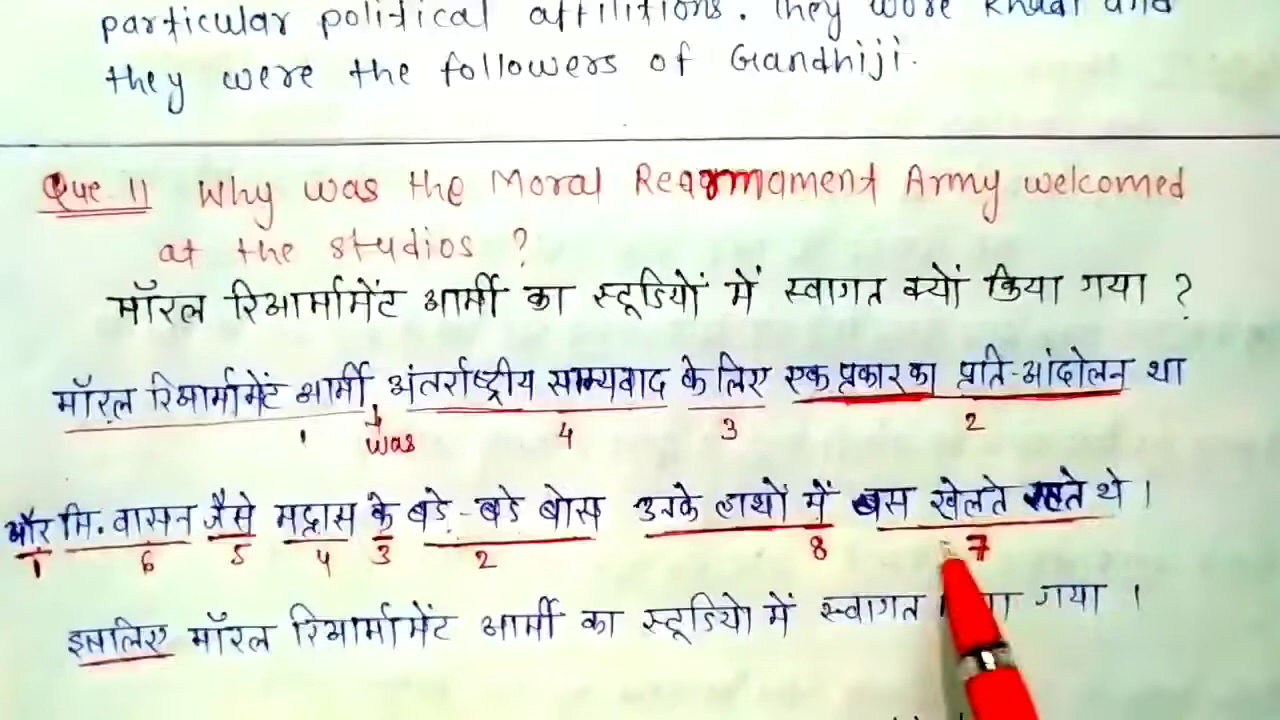 particular political affilitions. They wore khadi and
they were the followers of Gandhiji.
Que 11 Why was the Moral Rearmament Army welcomed
at the studios ?
मॉरल रिआर्मामेंट आर्मी का स्टूडियों में स्वागत क्यों किया गया ?
मॉरल रिआर्मामेंट आर्मी अंतर्राष्ट्रीय साम्यवाद के लिए एक प्रकार का प्रति-आंदोलन था
1 was 4 3 2
और मि. वासन जैसे मद्रास के बड़े-बड़े बोस उनके हाथों में बस खेलते रहते थे।
1 6 5 4 3 2 8 7
इसलिए मॉरल रिआर्मामेंट आर्मी का स्टूडियो में स्वागत गया ।